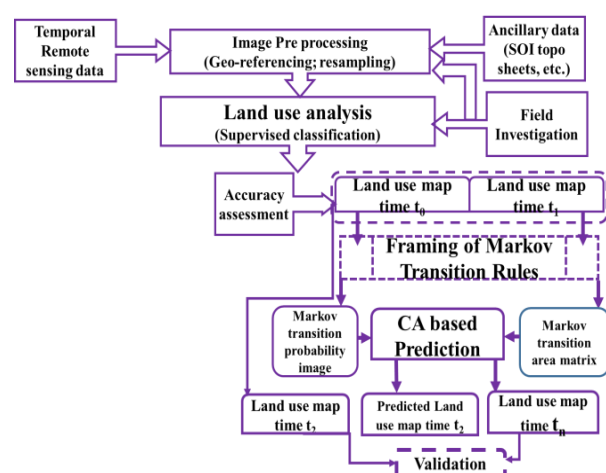 Temporal
Remote
sensing data
Image Pre processing
(Geo-referencing; resampling)
Ancillary data
(SOI topo
sheets, etc.)
Land use analysis
(Supervised classification)
Field
Investigation
Accuracy
assessment
Land use map
time t0
Land use map
time t1
Framing of Markov
Transition Rules
Markov
transition
probability
image
CA based
Prediction
Markov
transition
area matrix
Land use map
time t2
Predicted Land
use map time t2
Land use map
time tn
Validation